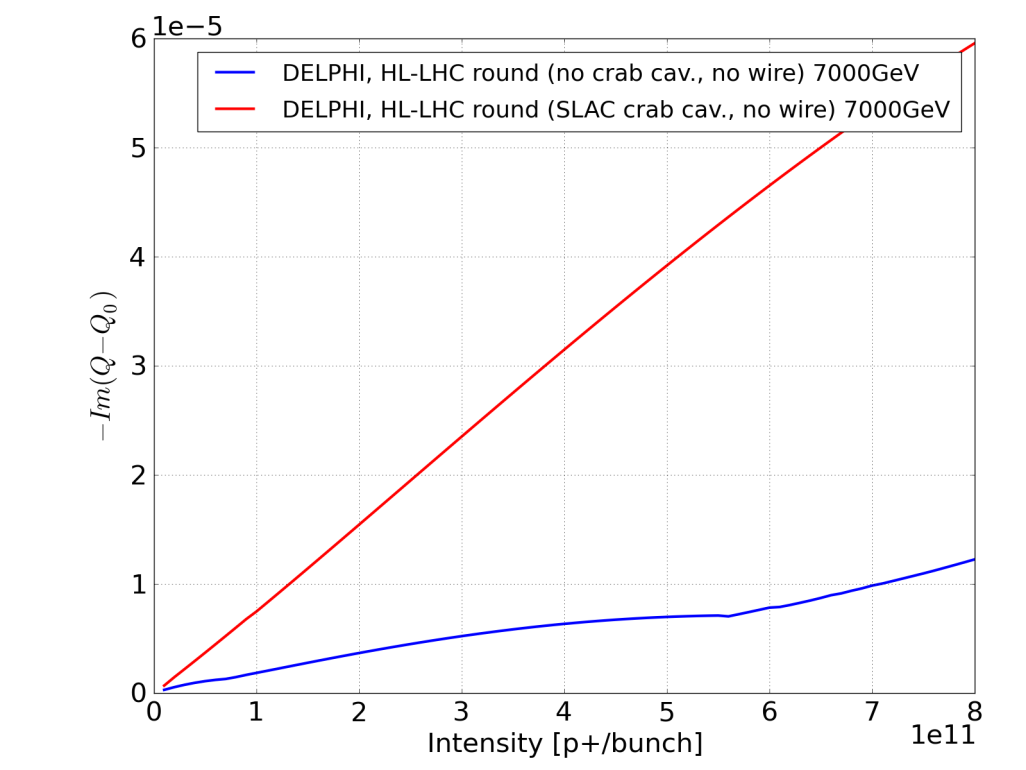 1e−5
6
DELPHI, HL-LHC round (no crab cav., no wire) 7000GeV
DELPHI, HL-LHC round (SLAC crab cav., no wire) 7000GeV
5
4
3
2
1
0
−Im(Q−Q₀)
0 1 2 3 4 5 6 7 8
1e11
Intensity [p+/bunch]